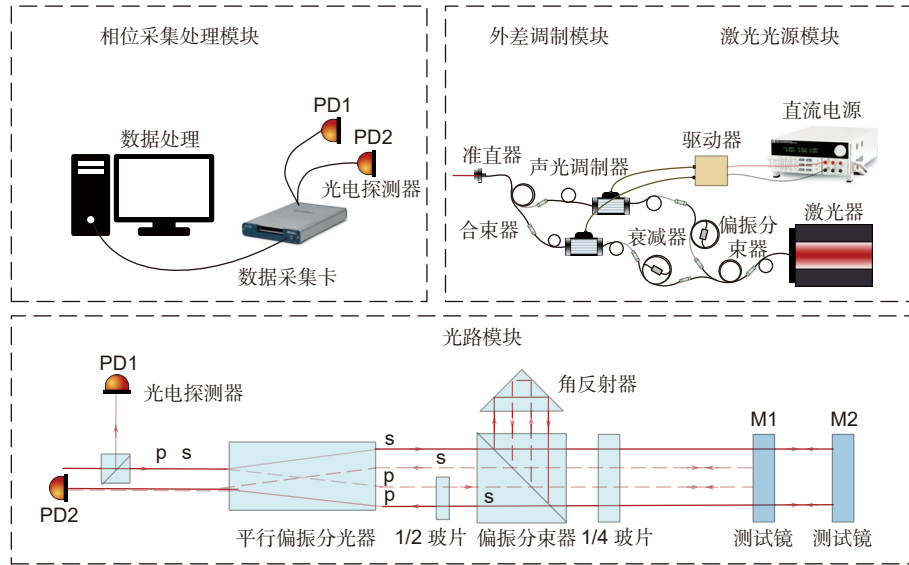 相位采集处理模块
PD1
PD2
数据处理
光电探测器
数据采集卡
外差调制模块
激光光源模块
直流电源
驱动器
准直器
声光调制器
激光器
合束器
衰减器
偏振分
束器
光路模块
PD1
光电探测器
角反射器
M1
M2
s
p s
s
p
p
s
PD2
平行偏振分光器
1/2 玻片
偏振分束器
1/4 玻片
测试镜
测试镜